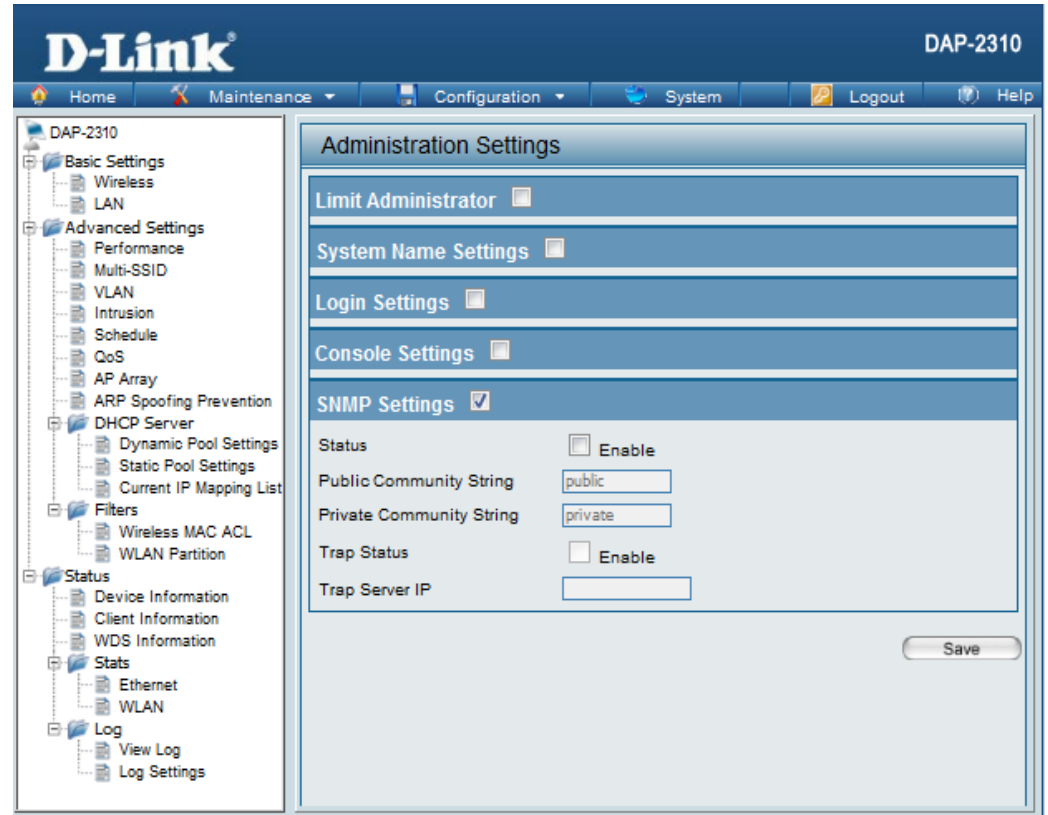 D-Link
DAP-2310
Home
Maintenance
Configuration
System
Logout
Help
DAP-2310
Basic Settings
Wireless
LAN
Advanced Settings
Performance
Multi-SSID
VLAN
Intrusion
Schedule
QoS
AP Array
ARP Spoofing Prevention
DHCP Server
Dynamic Pool Settings
Static Pool Settings
Current IP Mapping List
Filters
Wireless MAC ACL
WLAN Partition
Status
Device Information
Client Information
WDS Information
Stats
Ethernet
WLAN
Log
View Log
Log Settings
Administration Settings
Limit Administrator
System Name Settings
Login Settings
Console Settings
SNMP Settings
Status Enable
Public Community String public
Private Community String private
Trap Status Enable
Trap Server IP
Save